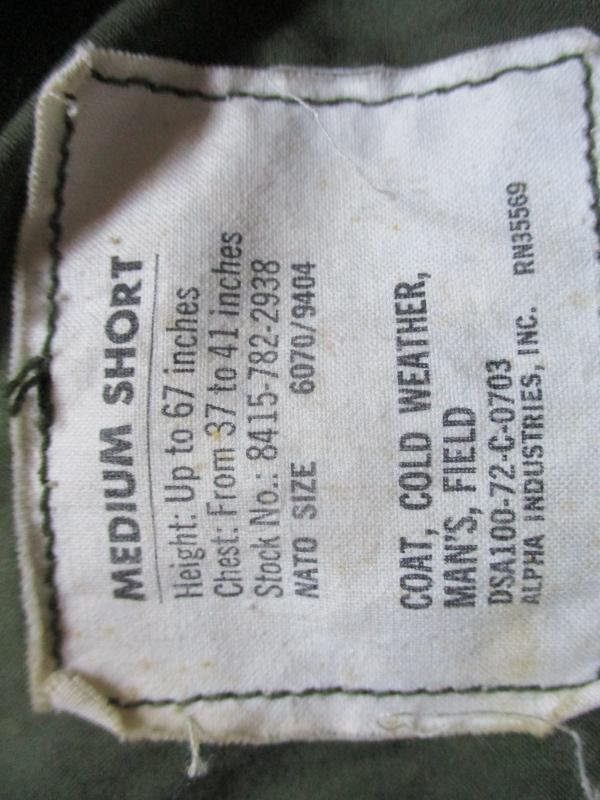 MEDIUM SHORT
Height: Up to 67 inches
Chest: From 37 to 41 inches
Stock No.: 8415-782-2938
NATO SIZE 6070/9404
COAT, COLD WEATHER,
MAN'S, FIELD
DSA100-72-C-0703
ALPHA INDUSTRIES, INC. RN35569